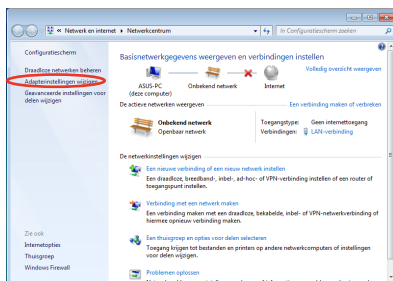 « Netwerk en internet ▸ Netwerkcentrum
In Configuratiescherm zoeken
Configuratiescherm
Draadloze netwerken beheren
Adapterinstellingen wijzigen
Geavanceerde instellingen voor
delen wijzigen
Zie ook
Internetopties
Thuisgroep
Windows Firewall
Basisnetwerkgegevens weergeven en verbindingen instellen
Volledig overzicht weergeven
ASUS-PC
(deze computer)
Onbekend netwerk
Internet
De actieve netwerken weergeven
Een verbinding maken of verbreken
Onbekend netwerk
Openbaar netwerk
Toegangstype: Geen internettoegang
Verbindingen: LAN-verbinding
De netwerkinstellingen wijzigen
Een nieuwe verbinding of een nieuw netwerk instellen
Een draadloze, breedband-, inbel-, ad-hoc- of VPN-verbinding instellen of een router of
toegangspunt instellen.
Verbinding met een netwerk maken
Een verbinding maken met een draadloze, bekabelde, inbel- of VPN-netwerkverbinding of
hiermee opnieuw verbinding maken.
Een thuisgroep en opties voor delen selecteren
Toegang krijgen tot bestanden en printers op andere netwerkcomputers of instellingen
voor delen wijzigen.
Problemen oplossen